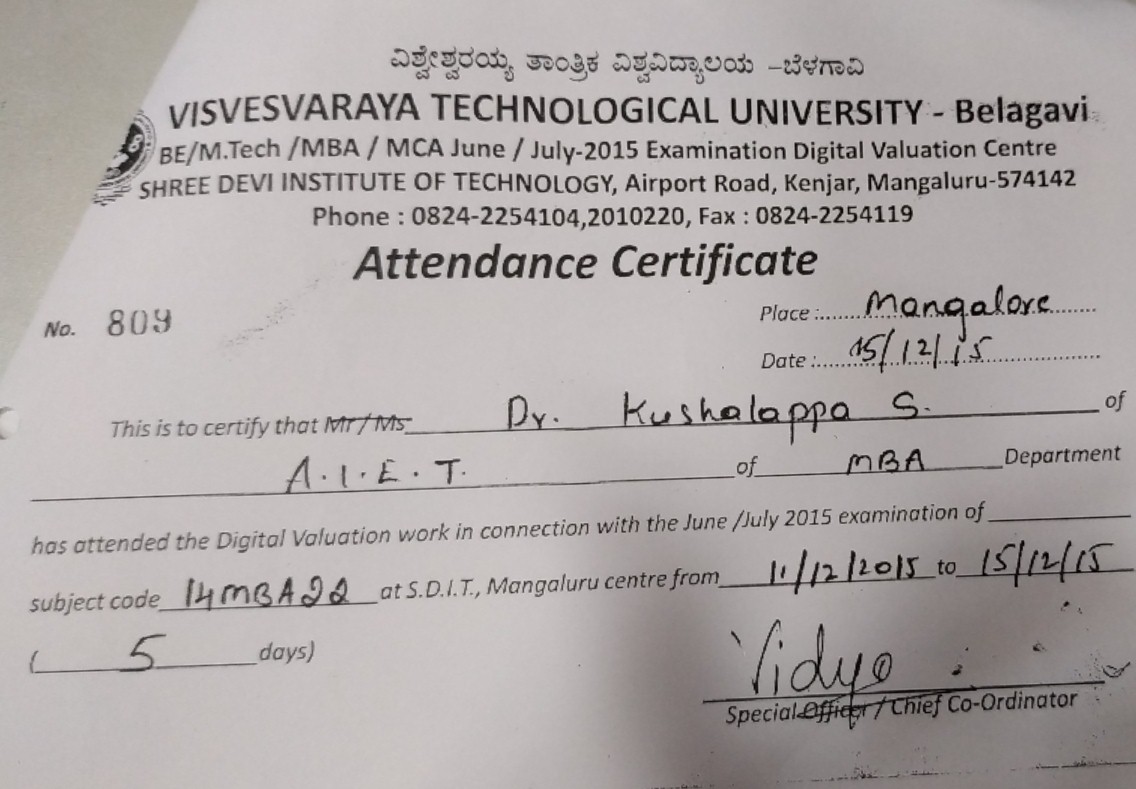 ವಿಶ್ವೇಶ್ವರಯ್ಯ ತಾಂತ್ರಿಕ ವಿಶ್ವವಿದ್ಯಾಲಯ –ಬೆಳಗಾವಿ
VISVESVARAYA TECHNOLOGICAL UNIVERSITY - Belagavi
BE/M.Tech /MBA / MCA June / July-2015 Examination Digital Valuation Centre
SHREE DEVI INSTITUTE OF TECHNOLOGY, Airport Road, Kenjar, Mangaluru-574142
Phone : 0824-2254104,2010220, Fax : 0824-2254119
Attendance Certificate
No. 809
Place :..... Mangalore
Date :..... 15/12/15
This is to certify that Mr/Ms Dr. Kushalappa S. of
A.I.E.T. of MBA Department
has attended the Digital Valuation work in connection with the June /July 2015 examination of
subject code 14MBA22 at S.D.I.T., Mangaluru centre from 11/12/2015 to 15/12/15
( 5 days)
Vidya
Special Officer / Chief Co-Ordinator